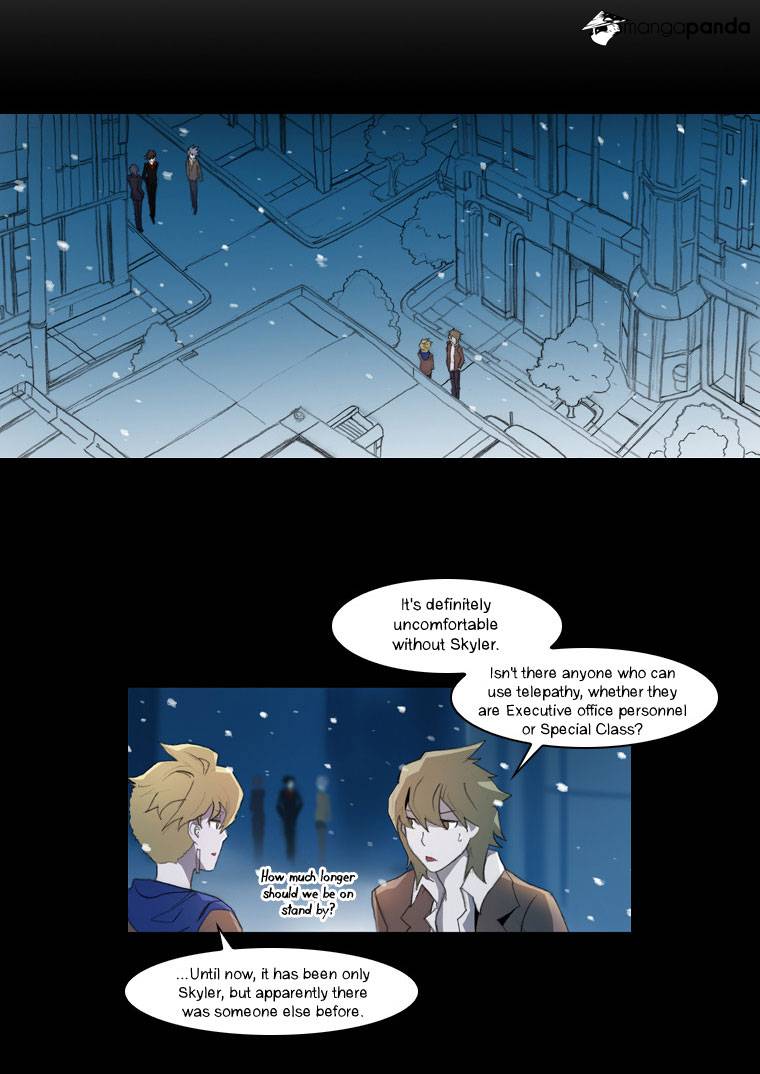 mangapanda
It's definitely
uncomfortable
without Skyler.
Isn't there anyone who can
use telepathy, whether they
are Executive office personnel
or Special Class?
How much longer
should we be on
stand by?
...Until now, it has been only
Skyler, but apparently there
was someone else before.